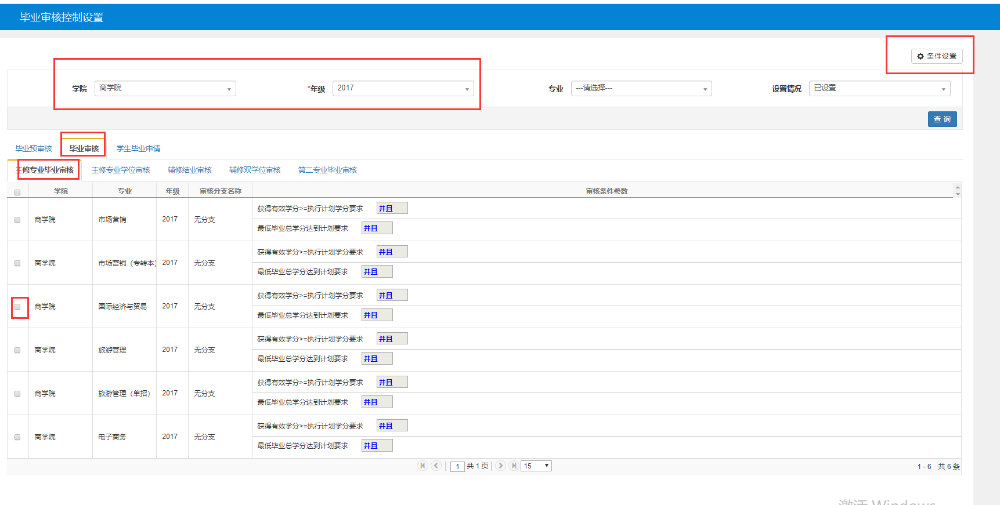 毕业审核控制设置
条件设置
学院 商学院 *年级 2017 专业 ---请选择--- 设置情况 已设置
查 询
毕业预审核 毕业审核 学生毕业申请
主修专业毕业审核 主修专业学位审核 辅修结业审核 辅修双学位审核 第二专业毕业审核
学院 专业 年级 审核分支名称 审核条件参数
获得有效学分>=执行计划学分要求 并且
商学院 市场营销 2017 无分支
最低毕业总学分达到计划要求 并且
获得有效学分>=执行计划学分要求 并且
商学院 市场营销（专转本） 2017 无分支
最低毕业总学分达到计划要求 并且
获得有效学分>=执行计划学分要求 并且
商学院 国际经济与贸易 2017 无分支
最低毕业总学分达到计划要求 并且
获得有效学分>=执行计划学分要求 并且
商学院 旅游管理 2017 无分支
最低毕业总学分达到计划要求 并且
获得有效学分>=执行计划学分要求 并且
商学院 旅游管理（单招） 2017 无分支
最低毕业总学分达到计划要求 并且
获得有效学分>=执行计划学分要求 并且
商学院 电子商务 2017 无分支
最低毕业总学分达到计划要求 并且
1 共 1 页 15 1 - 6 共 6 条
激活 Windows